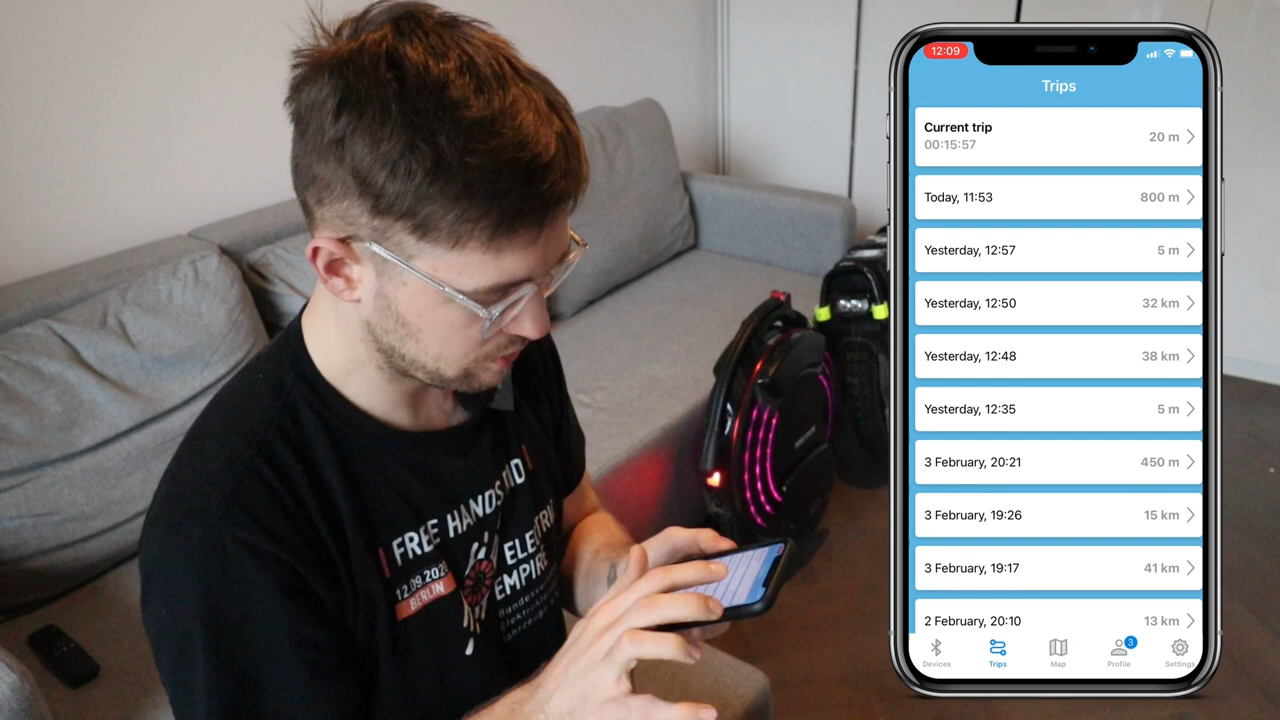 FREE HANDS
12.09.202
BERLIN
EMPIRE
12:09
Trips
Current trip
00:15:57
20 m
Today, 11:53
800 m
Yesterday, 12:57
5 m
Yesterday, 12:50
32 km
Yesterday, 12:48
38 km
Yesterday, 12:35
5 m
3 February, 20:21
450 m
3 February, 19:26
15 km
3 February, 19:17
41 km
2 February, 20:10
13 km
3
Devices
Trips
Map
Profile
Settings